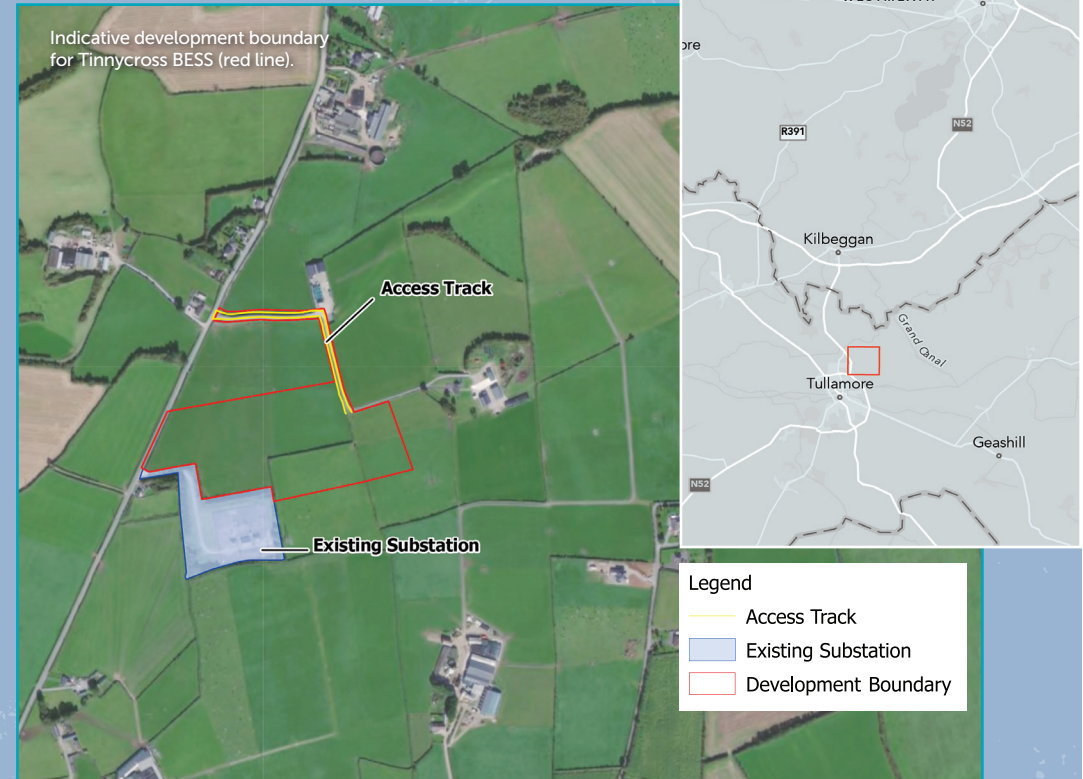 Indicative development boundary
for Tinnycross BESS (red line).
Access Track
Existing Substation
R391
N52
Kilbeggan
Grand Canal
Tullamore
Geashill
N52
Legend
Access Track
Existing Substation
Development Boundary